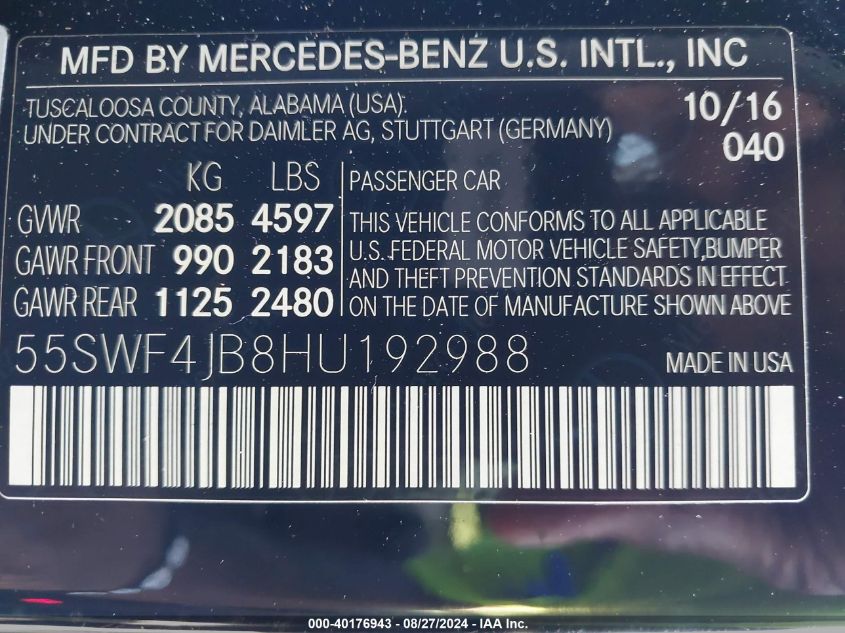 MFD BY MERCEDES-BENZ U.S. INTL., INC
TUSCALOOSA COUNTY, ALABAMA (USA).
UNDER CONTRACT FOR DAIMLER AG, STUTTGART (GERMANY)
10/16
040
KG LBS
GVWR 2085 4597
GAWR FRONT 990 2183
GAWR REAR 1125 2480
PASSENGER CAR
THIS VEHICLE CONFORMS TO ALL APPLICABLE
U.S. FEDERAL MOTOR VEHICLE SAFETY,BUMPER
AND THEFT PREVENTION STANDARDS IN EFFECT
ON THE DATE OF MANUFACTURE SHOWN ABOVE
55SWF4JB8HU192988
MADE IN USA
000-40176943 - 08/27/2024 - IAA Inc.